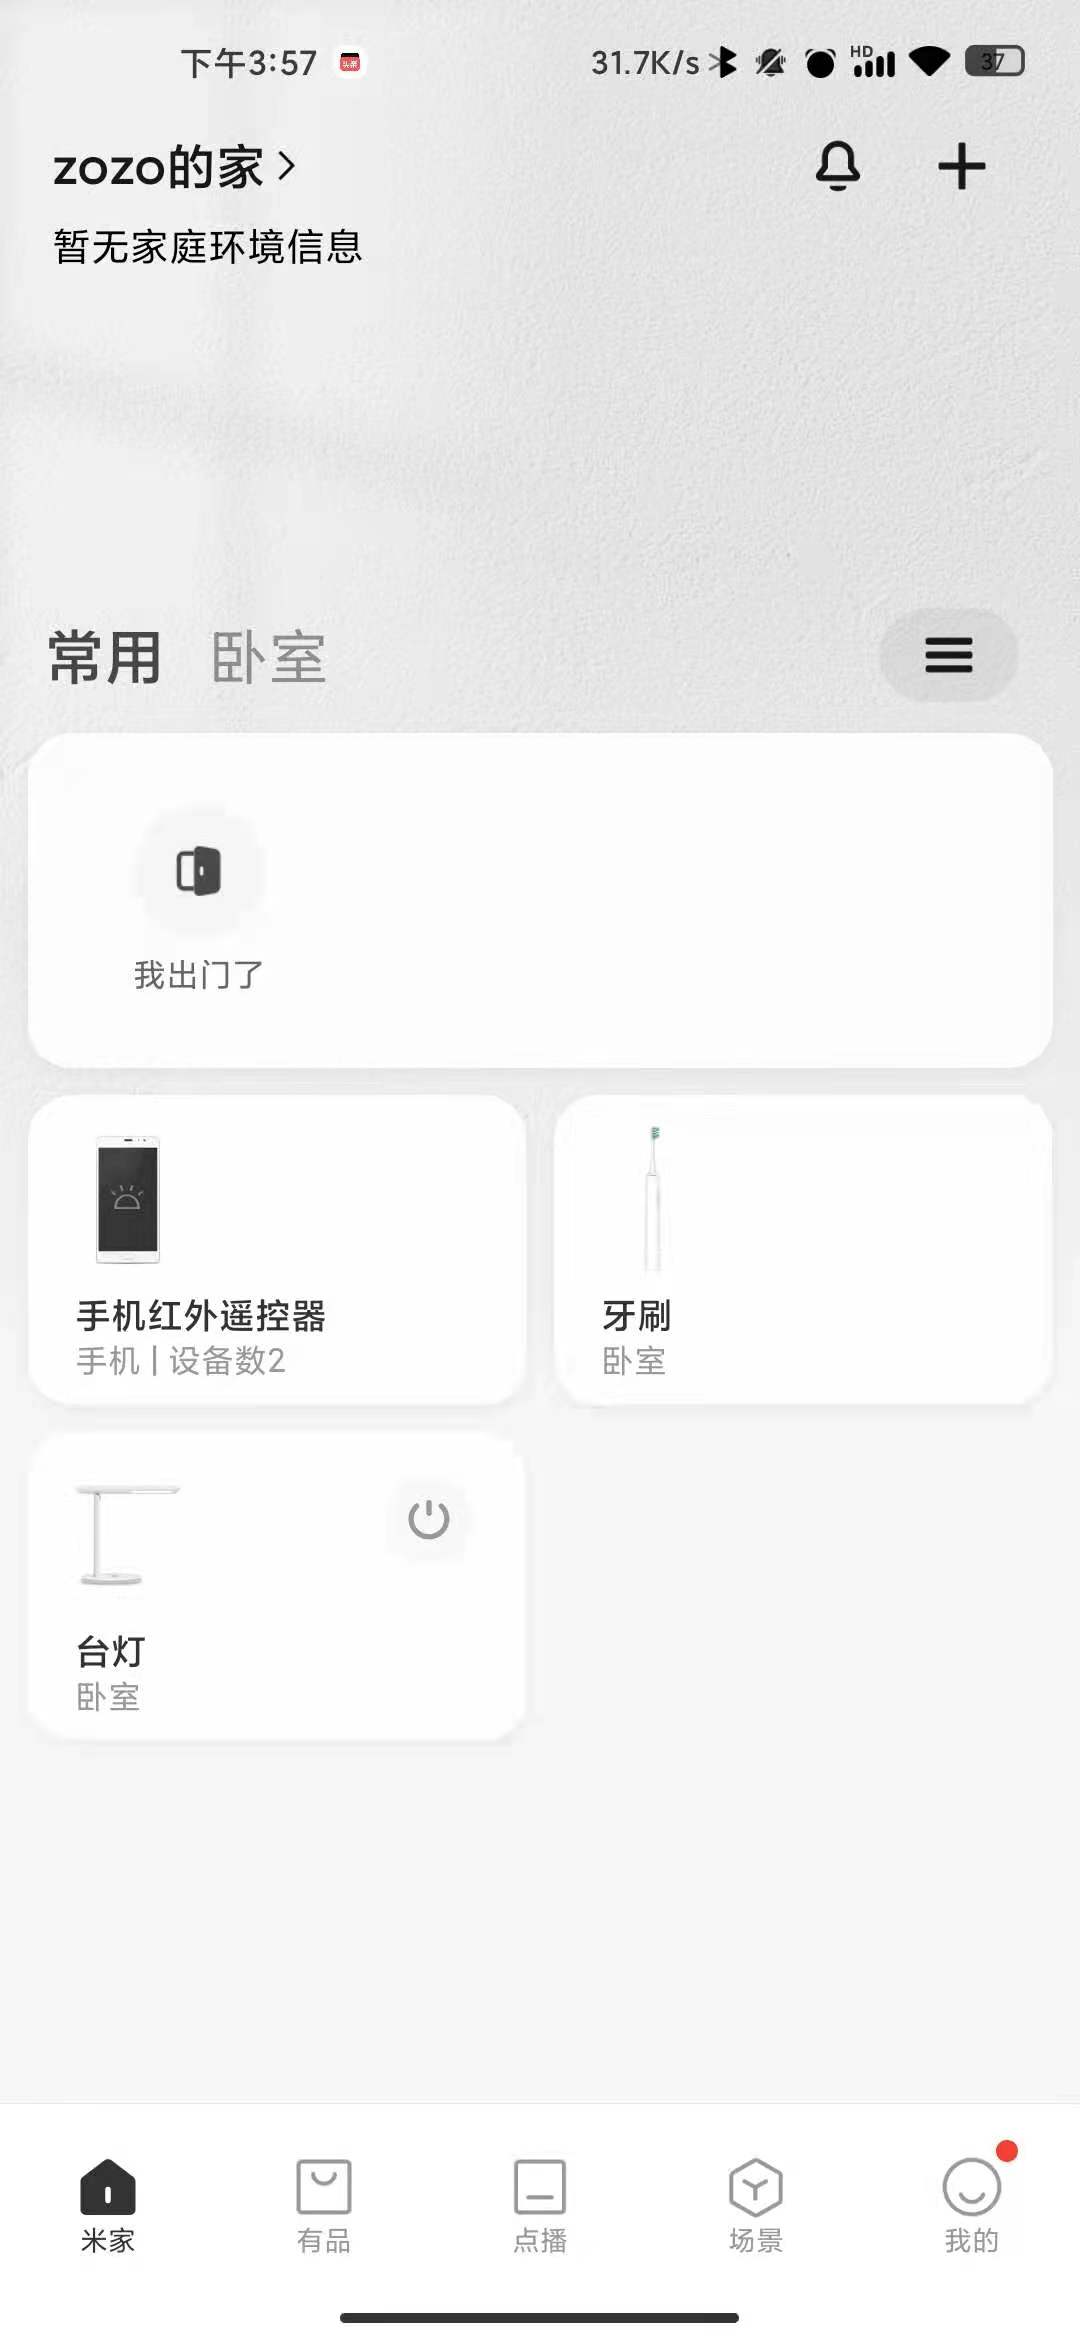 下午3:57 头条 31.7K/s HD 37
zozo的家
暂无家庭环境信息
常用 卧室
我出门了
手机红外遥控器
手机 | 设备数2
牙刷
卧室
台灯
卧室
米家 有品 点播 场景 我的